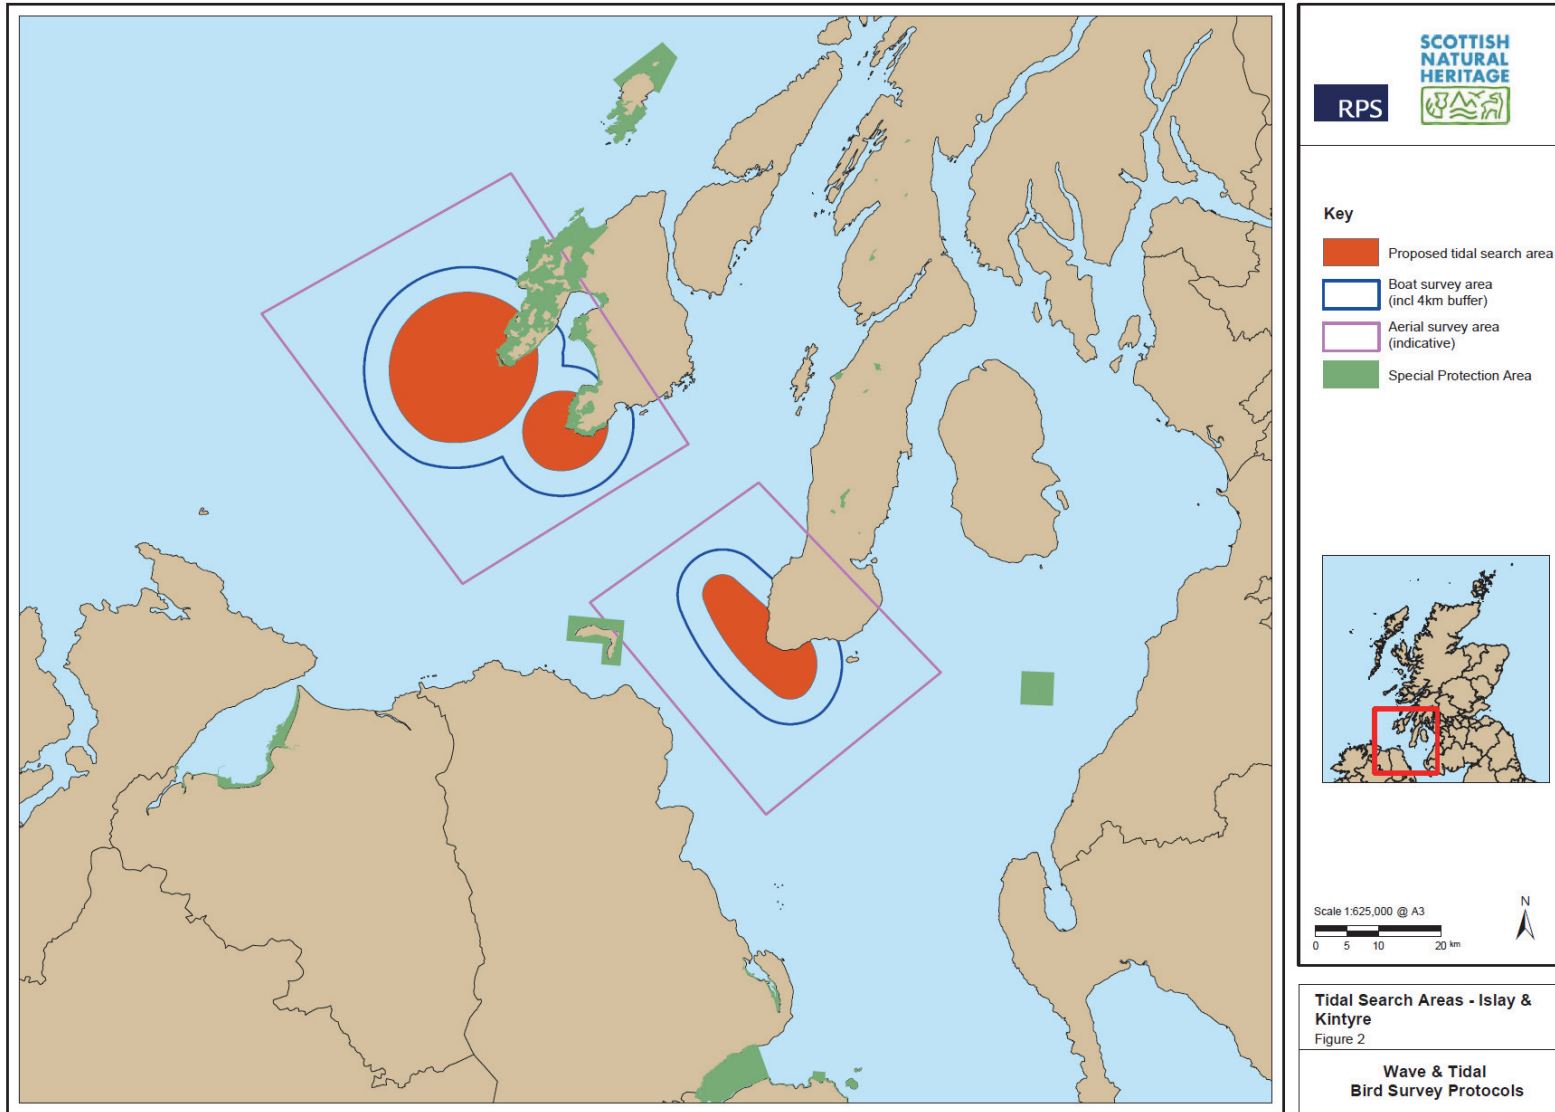 SCOTTISH
NATURAL
HERITAGE
RPS
Key
Proposed tidal search area
Boat survey area
(incl 4km buffer)
Aerial survey area
(indicative)
Special Protection Area
Scale 1:625,000 @ A3
N
0 5 10 20 km
Tidal Search Areas - Islay &
Kintyre
Figure 2
Wave & Tidal
Bird Survey Protocols